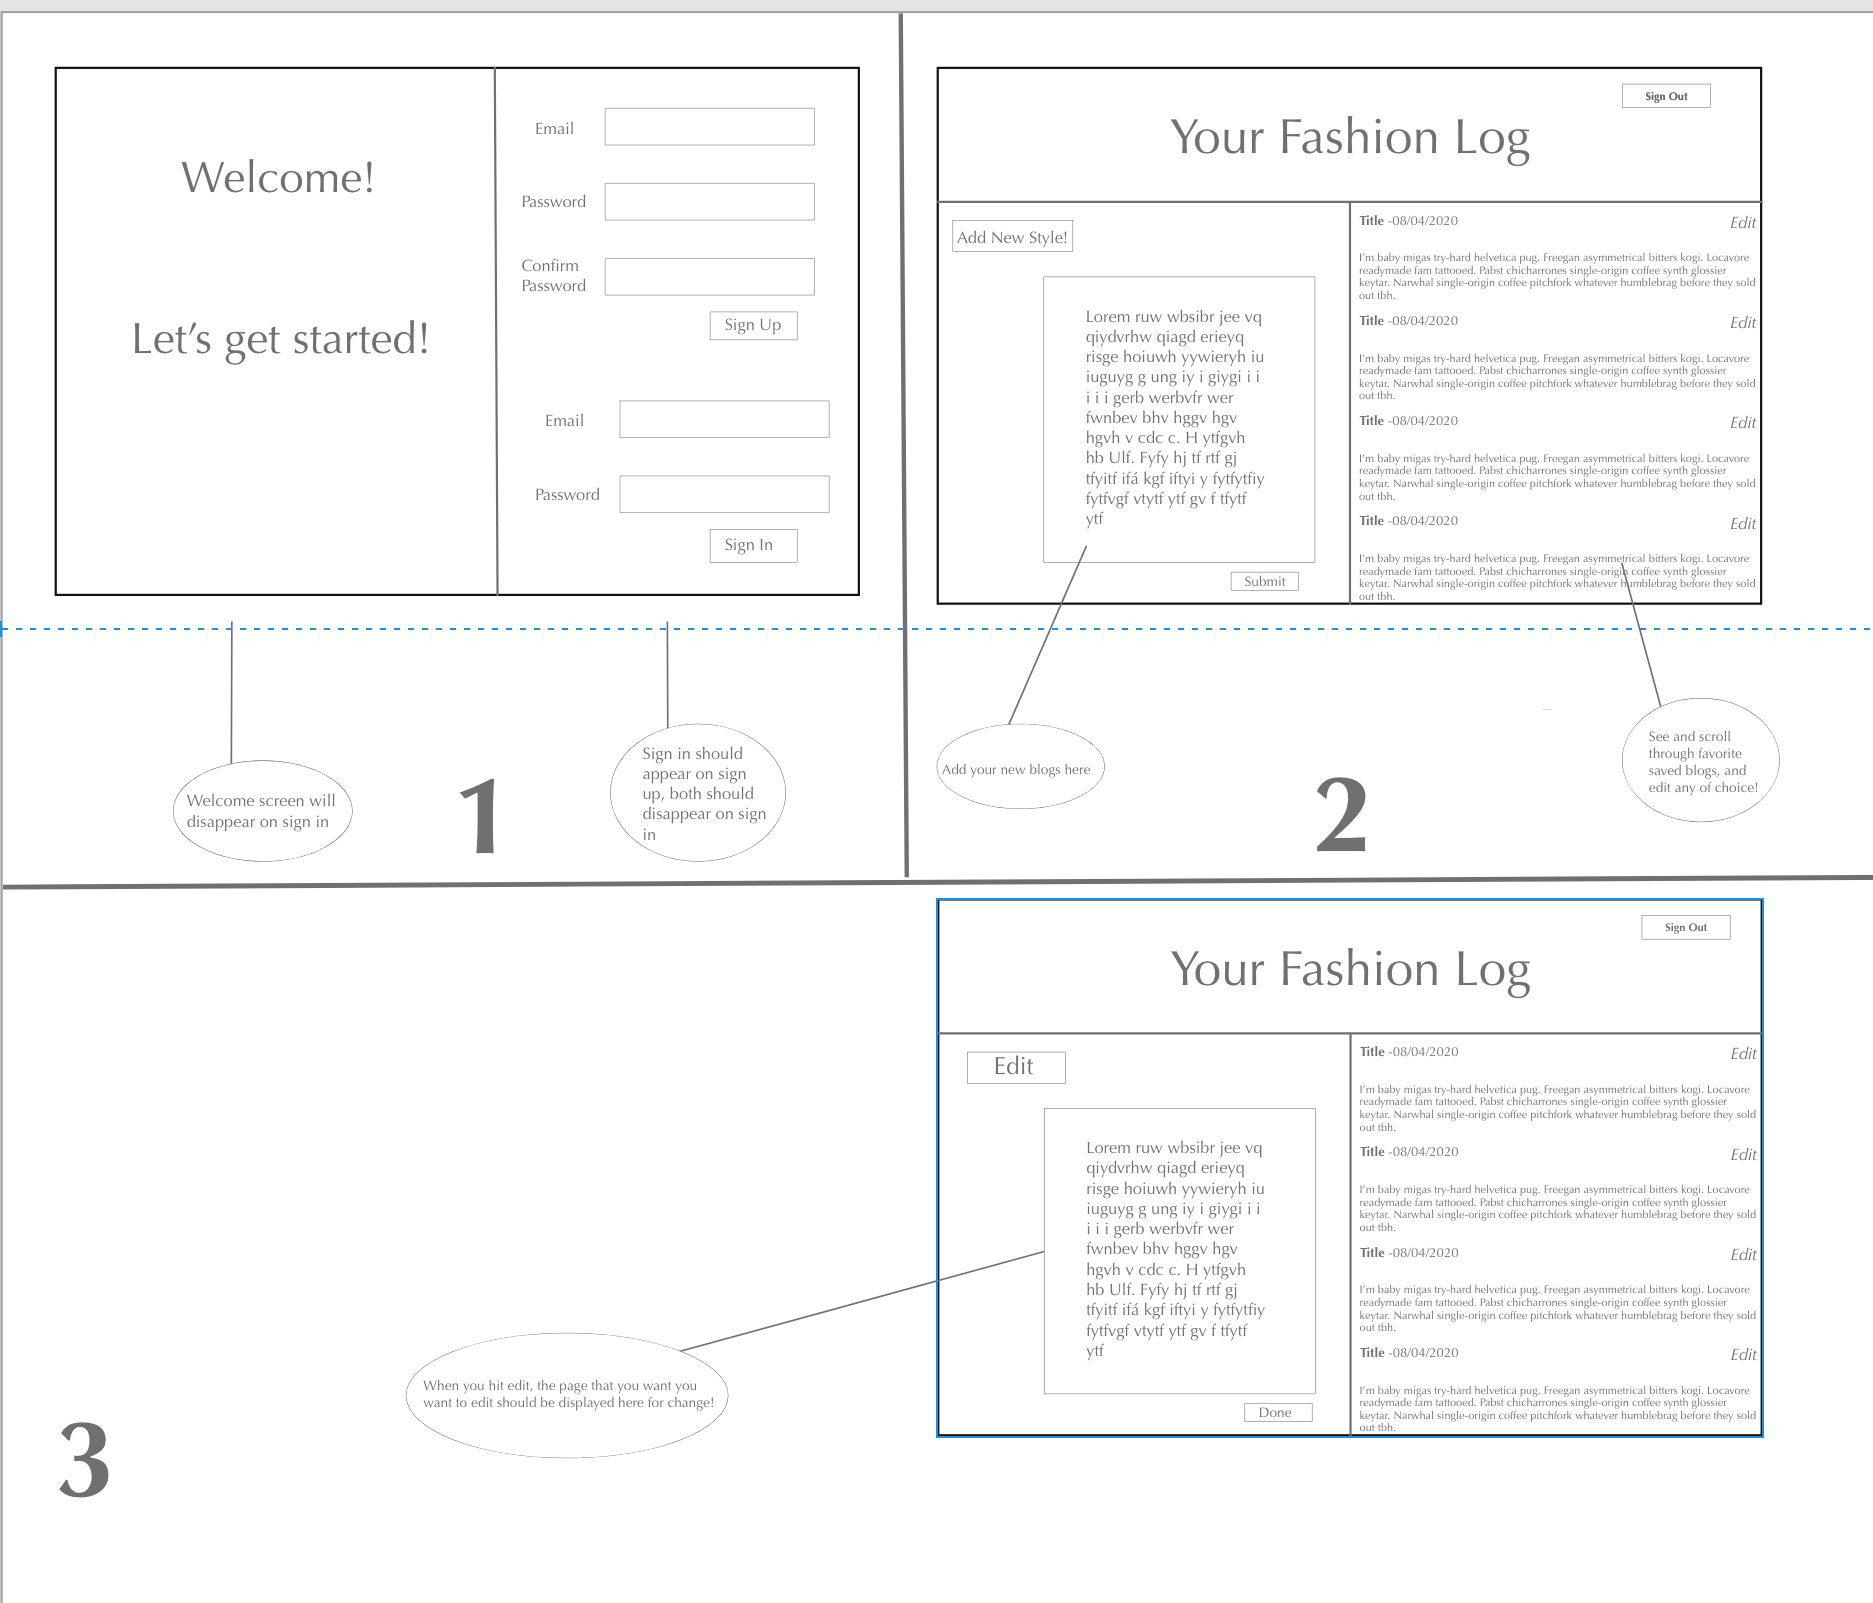 Welcome!
Let's get started!
Email
Password
Confirm
Password
Sign Up
Email
Password
Sign In
Welcome screen will
disappear on sign in
1
Sign in should
appear on sign
up, both should
disappear on sign
in
Sign Out
Your Fashion Log
Add New Style!
Lorem ruw wbsibr jee vq
qiydvrhw qiagd erieyq
risge hoiuwh yywieryh iu
iuguyg g ung iy i giygi i i
i i i gerb werbvfr wer
fwnbev bhv hggv hgv
hgvh v cdc c. H ytfgvh
hb Ulf. Fyfy hj tf rtf gj
tfyitf ifá kgf iftyi y fytfytfiy
fytfvgf vtytf ytf gv f tfytf
ytf
Submit
Title -08/04/2020 Edit
I'm baby migas try-hard helvetica pug. Freegan asymmetrical bitters kogi. Locavore
readymade fam tattooed. Pabst chicharrones single-origin coffee synth glossier
keytar. Narwhal single-origin coffee pitchfork whatever humblebrag before they sold
out tbh.
Title -08/04/2020 Edit
I'm baby migas try-hard helvetica pug. Freegan asymmetrical bitters kogi. Locavore
readymade fam tattooed. Pabst chicharrones single-origin coffee synth glossier
keytar. Narwhal single-origin coffee pitchfork whatever humblebrag before they sold
out tbh.
Title -08/04/2020 Edit
I'm baby migas try-hard helvetica pug. Freegan asymmetrical bitters kogi. Locavore
readymade fam tattooed. Pabst chicharrones single-origin coffee synth glossier
keytar. Narwhal single-origin coffee pitchfork whatever humblebrag before they sold
out tbh.
Title -08/04/2020 Edit
I'm baby migas try-hard helvetica pug. Freegan asymmetrical bitters kogi. Locavore
readymade fam tattooed. Pabst chicharrones single-origin coffee synth glossier
keytar. Narwhal single-origin coffee pitchfork whatever humblebrag before they sold
out tbh.
Add your new blogs here
2
See and scroll
through favorite
saved blogs, and
edit any of choice!
Sign Out
Your Fashion Log
Edit
Lorem ruw wbsibr jee vq
qiydvrhw qiagd erieyq
risge hoiuwh yywieryh iu
iuguyg g ung iy i giygi i i
i i i gerb werbvfr wer
fwnbev bhv hggv hgv
hgvh v cdc c. H ytfgvh
hb Ulf. Fyfy hj tf rtf gj
tfyitf ifá kgf iftyi y fytfytfiy
fytfvgf vtytf ytf gv f tfytf
ytf
Done
Title -08/04/2020 Edit
I'm baby migas try-hard helvetica pug. Freegan asymmetrical bitters kogi. Locavore
readymade fam tattooed. Pabst chicharrones single-origin coffee synth glossier
keytar. Narwhal single-origin coffee pitchfork whatever humblebrag before they sold
out tbh.
Title -08/04/2020 Edit
I'm baby migas try-hard helvetica pug. Freegan asymmetrical bitters kogi. Locavore
readymade fam tattooed. Pabst chicharrones single-origin coffee synth glossier
keytar. Narwhal single-origin coffee pitchfork whatever humblebrag before they sold
out tbh.
Title -08/04/2020 Edit
I'm baby migas try-hard helvetica pug. Freegan asymmetrical bitters kogi. Locavore
readymade fam tattooed. Pabst chicharrones single-origin coffee synth glossier
keytar. Narwhal single-origin coffee pitchfork whatever humblebrag before they sold
out tbh.
Title -08/04/2020 Edit
I'm baby migas try-hard helvetica pug. Freegan asymmetrical bitters kogi. Locavore
readymade fam tattooed. Pabst chicharrones single-origin coffee synth glossier
keytar. Narwhal single-origin coffee pitchfork whatever humblebrag before they sold
out tbh.
When you hit edit, the page that you want you
want to edit should be displayed here for change!
3